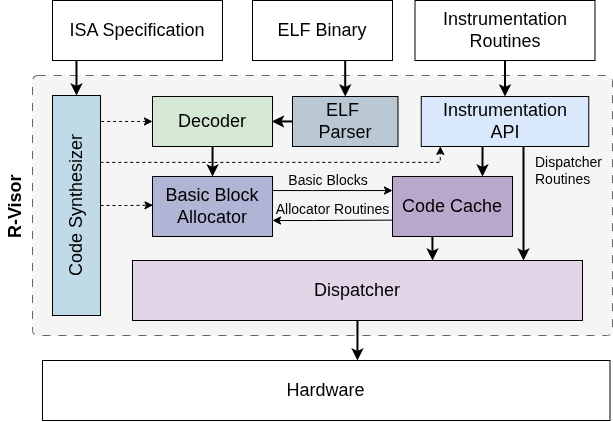 ISA Specification
ELF Binary
Instrumentation
Routines
R-Visor
Code Synthesizer
Decoder
ELF
Parser
Instrumentation
API
Dispatcher
Routines
Basic Block
Allocator
Basic Blocks
Allocator Routines
Code Cache
Dispatcher
Hardware